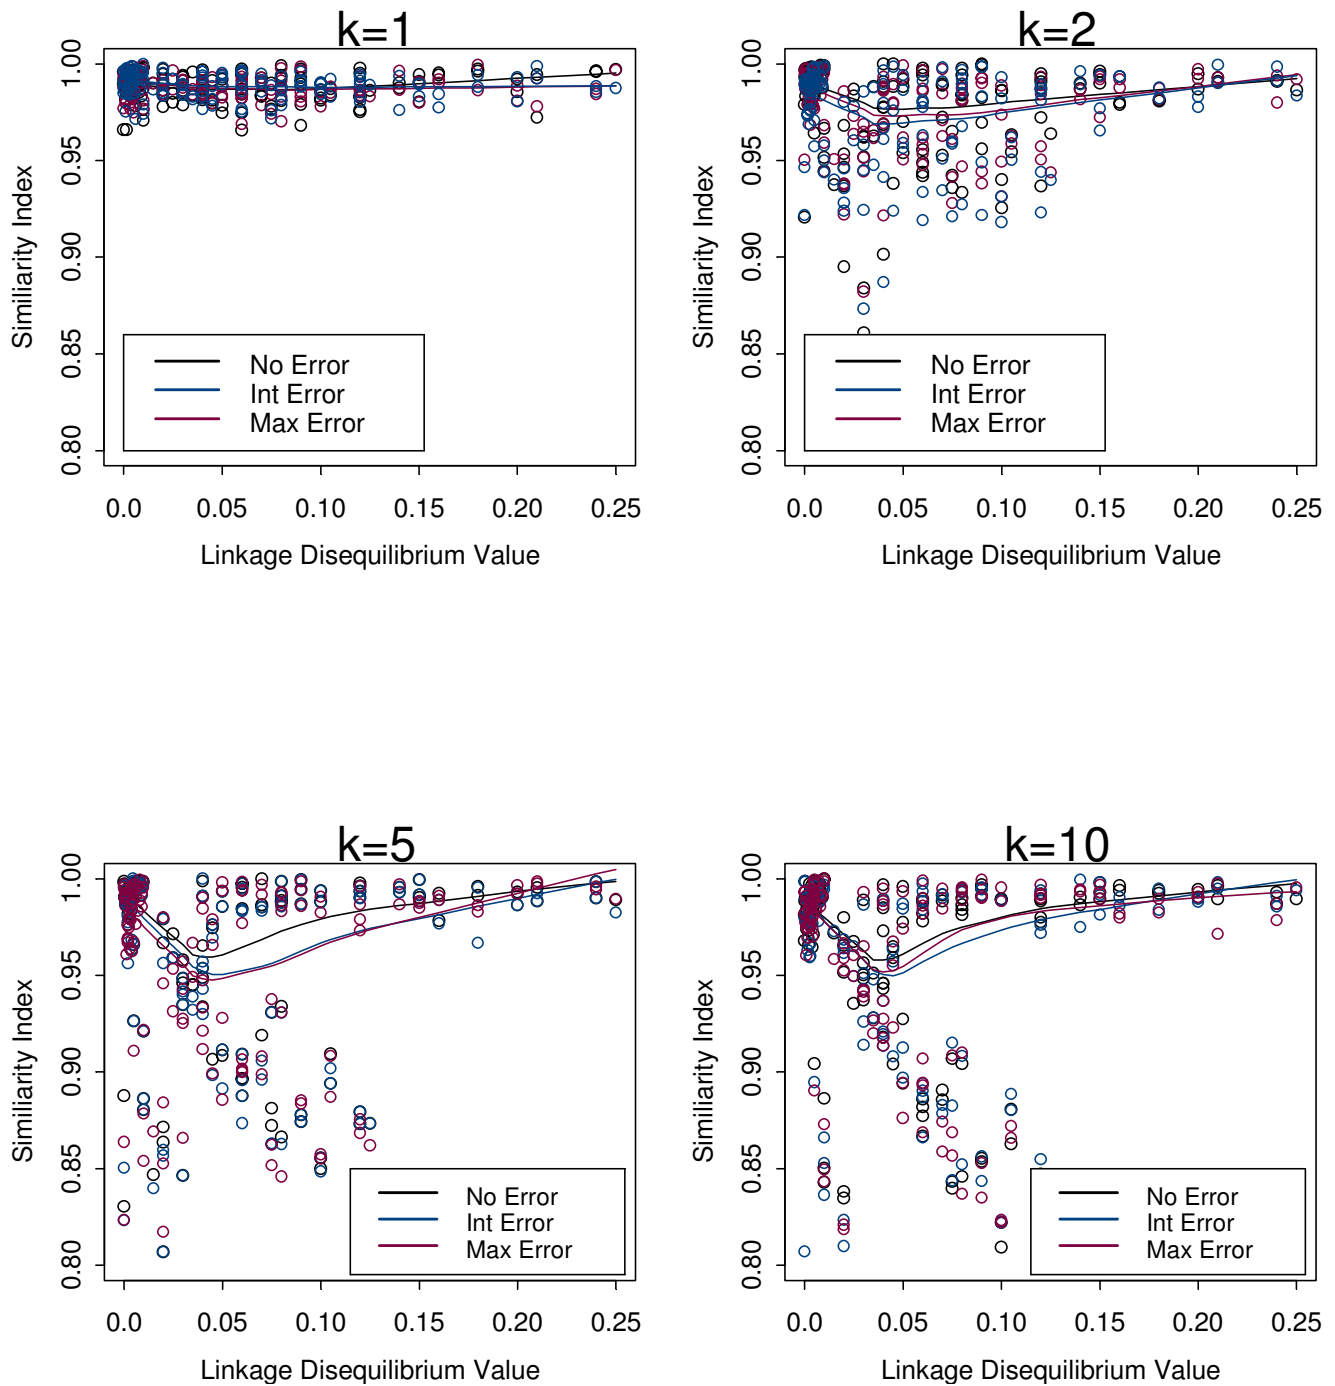 k=1
1.00
0.95
0.90
0.85
0.80
Similiarity Index
No Error
Int Error
Max Error
0.0 0.05 0.10 0.15 0.20 0.25
Linkage Disequilibrium Value
k=2
1.00
0.95
0.90
0.85
0.80
Similiarity Index
No Error
Int Error
Max Error
0.0 0.05 0.10 0.15 0.20 0.25
Linkage Disequilibrium Value
k=5
1.00
0.95
0.90
0.85
0.80
Similiarity Index
No Error
Int Error
Max Error
0.0 0.05 0.10 0.15 0.20 0.25
Linkage Disequilibrium Value
k=10
1.00
0.95
0.90
0.85
0.80
Similiarity Index
No Error
Int Error
Max Error
0.0 0.05 0.10 0.15 0.20 0.25
Linkage Disequilibrium Value